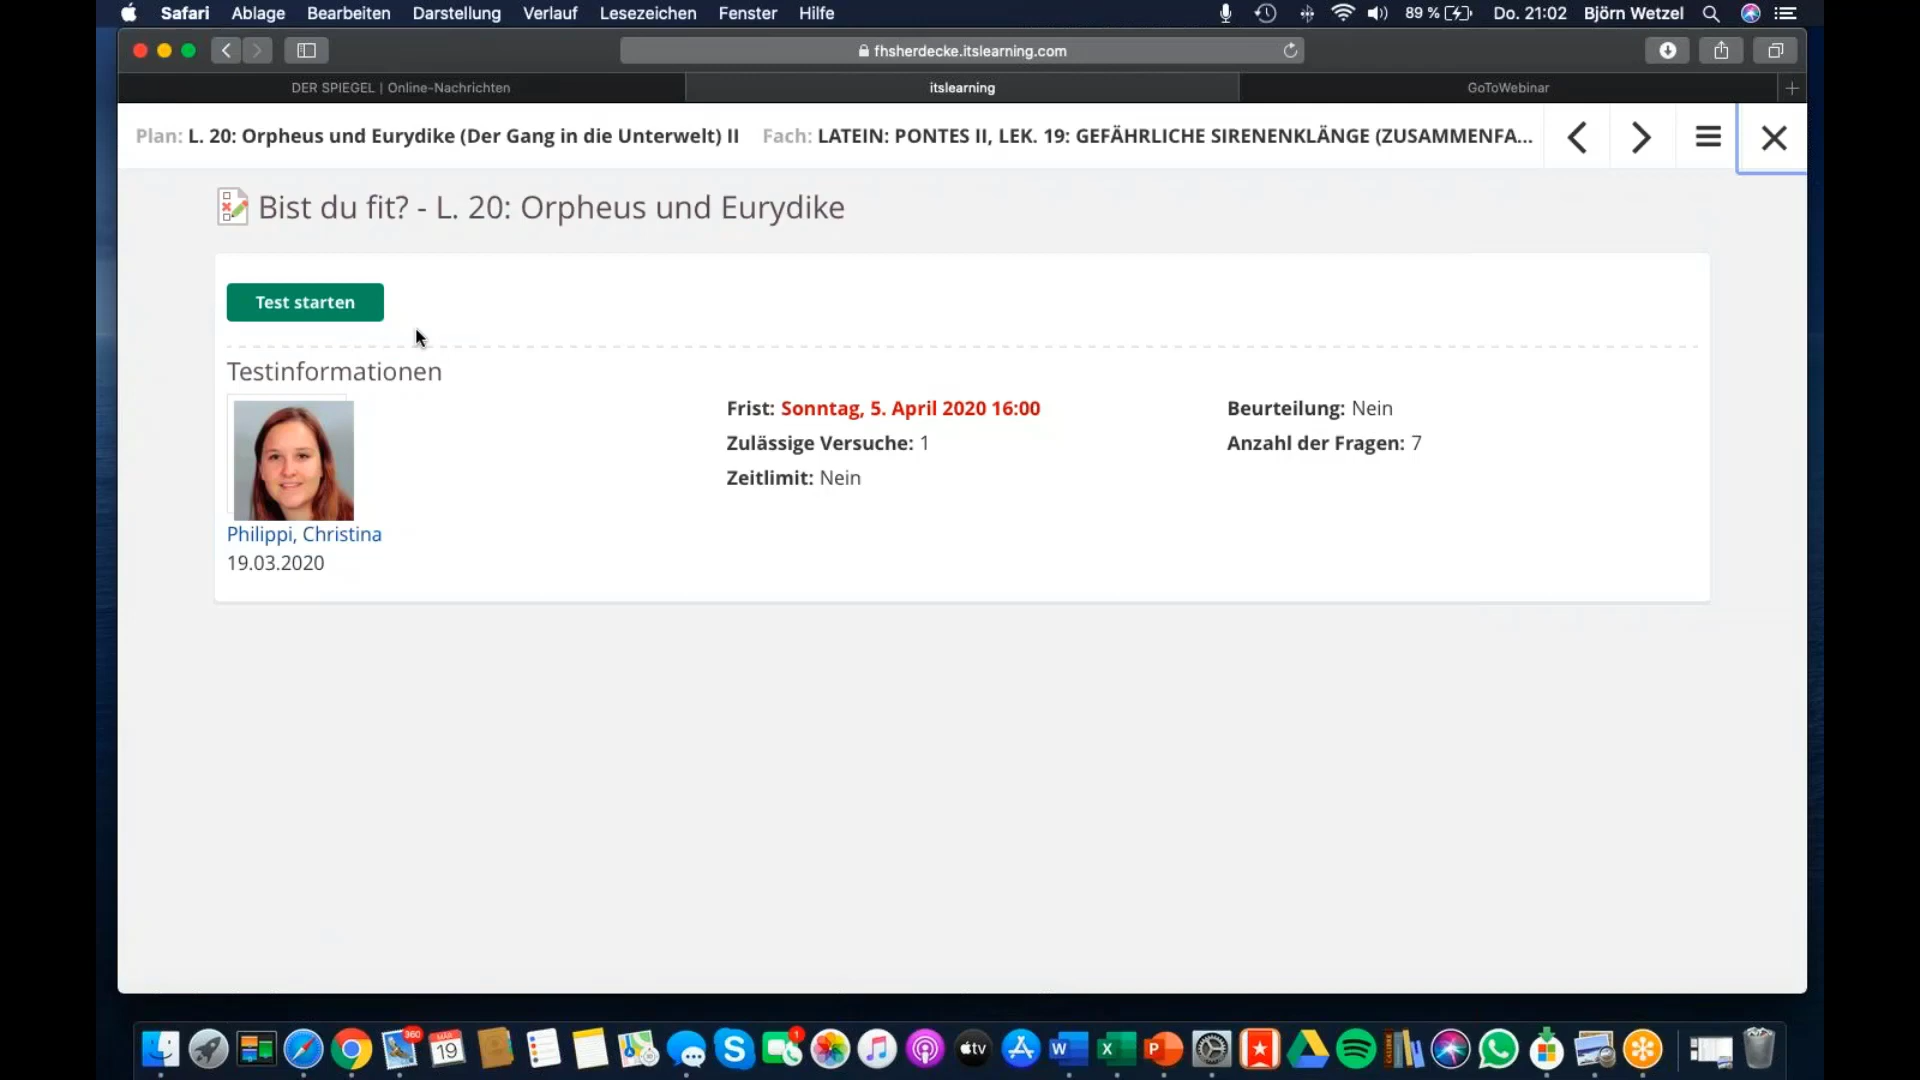 Safari Ablage Bearbeiten Darstellung Verlauf Lesezeichen Fenster Hilfe 89 % Do. 21:02 Björn Wetzel
fhsherdecke.itslearning.com
DER SPIEGEL | Online-Nachrichten itslearning GoToWebinar
Plan: L. 20: Orpheus und Eurydike (Der Gang in die Unterwelt) II Fach: LATEIN: PONTES II, LEK. 19: GEFÄHRLICHE SIRENENKLÄNGE (ZUSAMMENFA...
Bist du fit? - L. 20: Orpheus und Eurydike
Test starten
Testinformationen
Frist: Sonntag, 5. April 2020 16:00 Beurteilung: Nein
Zulässige Versuche: 1 Anzahl der Fragen: 7
Zeitlimit: Nein
Philippi, Christina
19.03.2020
360 19 1 tv W X P